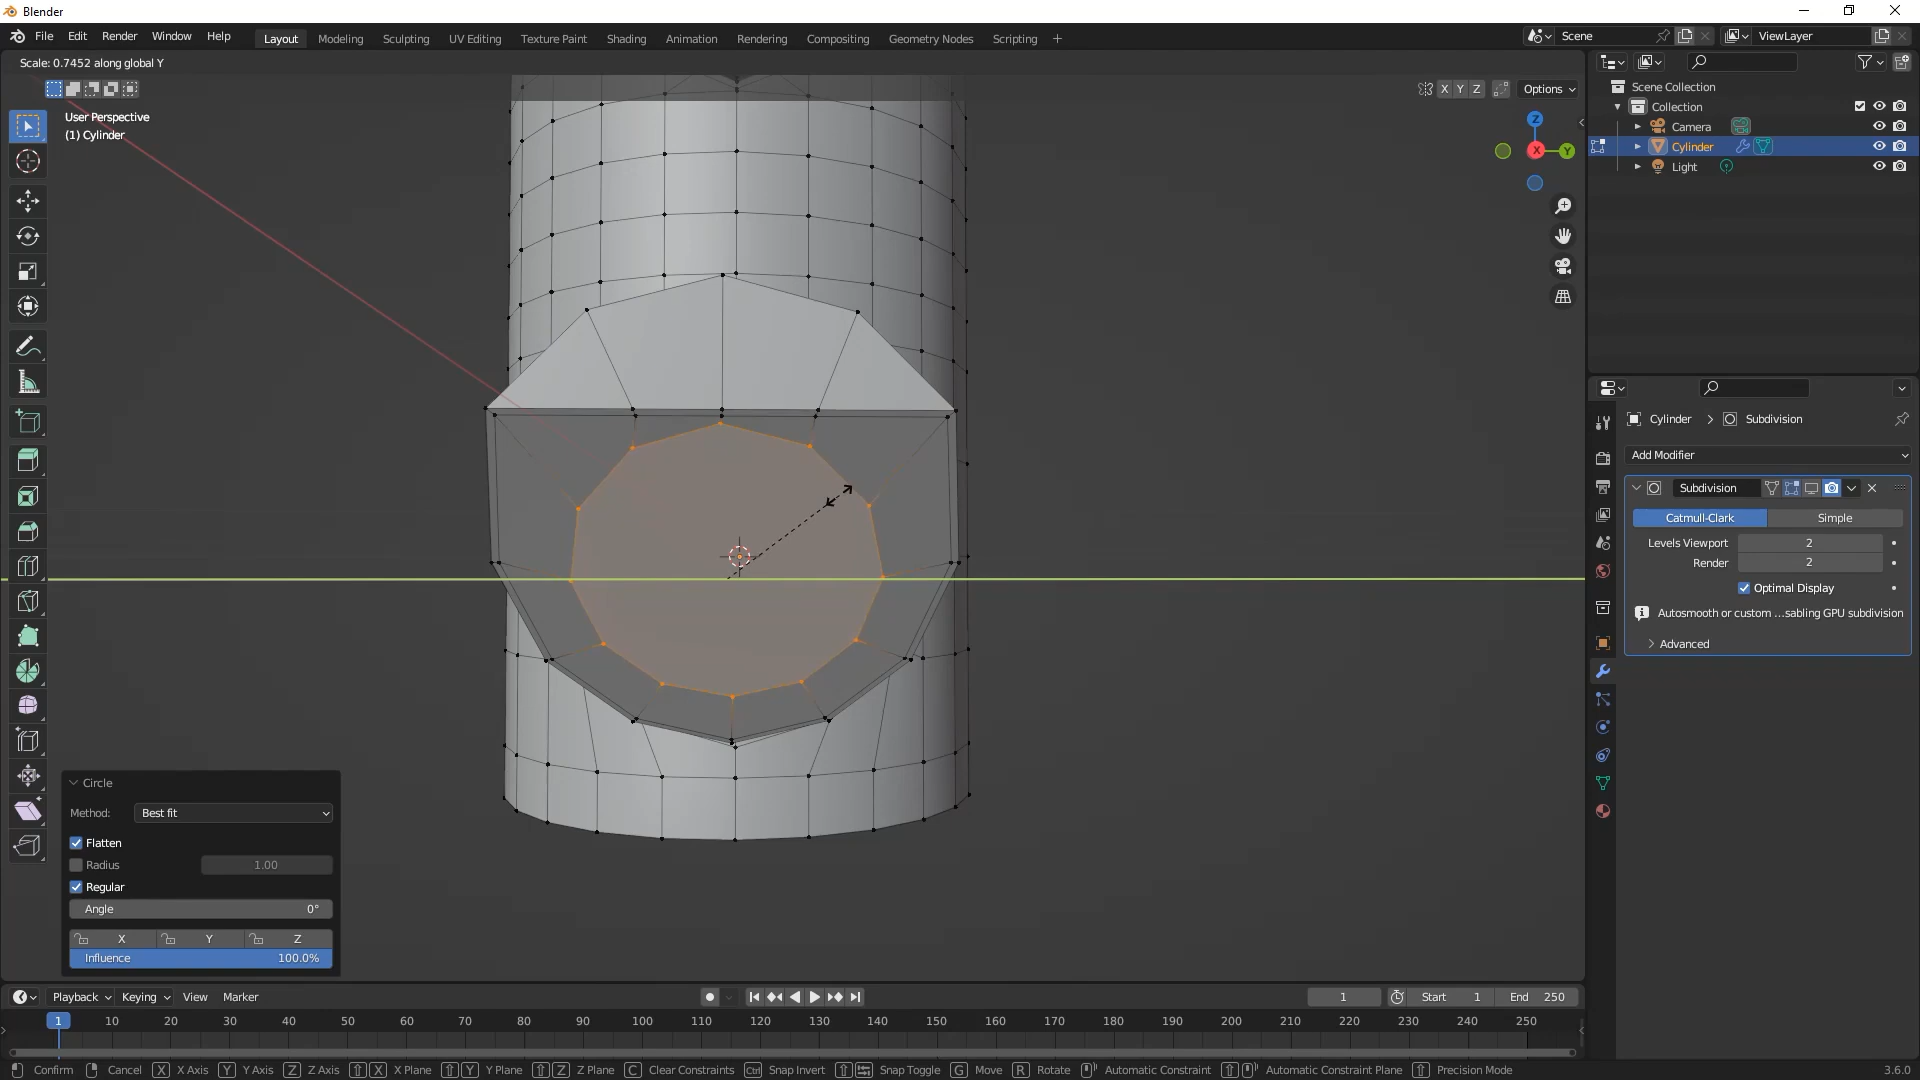 Blender
File Edit Render Window Help Layout Modeling Sculpting UV Editing Texture Paint Shading Animation Rendering Compositing Geometry Nodes Scripting + Scene ViewLayer
Scale: 0.7452 along global Y
X Y Z Options
User Perspective
(1) Cylinder
Z
X
Y
Scene Collection
Collection
Camera
Cylinder
Light
Cylinder > Subdivision
Add Modifier
Subdivision
Catmull-Clark Simple
Levels Viewport 2
Render 2
Optimal Display
Autosmooth or custom ...sabling GPU subdivision
Advanced
Circle
Method: Best fit
Flatten
Radius 1.00
Regular
Angle 0°
X Y Z
Influence 100.0%
Playback Keying View Marker 1 Start 1 End 250
1 10 20 30 40 50 60 70 80 90 100 110 120 130 140 150 160 170 180 190 200 210 220 230 240 250
Confirm Cancel X X Axis Y Y Axis Z Z Axis X X Plane Y Y Plane Z Z Plane C Clear Constraints Ctrl Snap Invert Snap Toggle G Move R Rotate Automatic Constraint Automatic Constraint Plane Precision Mode 3.6.0